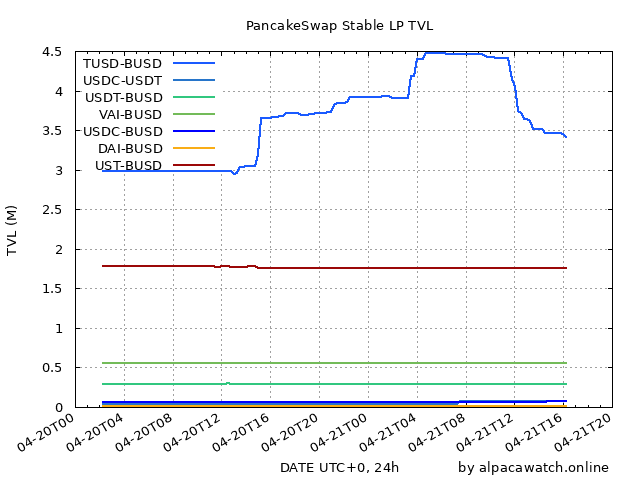 PancakeSwap Stable LP TVL
TUSD-BUSD
USDC-USDT
USDT-BUSD
VAI-BUSD
USDC-BUSD
DAI-BUSD
UST-BUSD
TVL (M)
4.5
4
3.5
3
2.5
2
1.5
1
0.5
0
04-20T00
04-20T04
04-20T08
04-20T12
04-20T16
04-20T20
04-21T00
04-21T04
04-21T08
04-21T12
04-21T16
04-21T20
DATE UTC+0, 24h
by alpacawatch.online